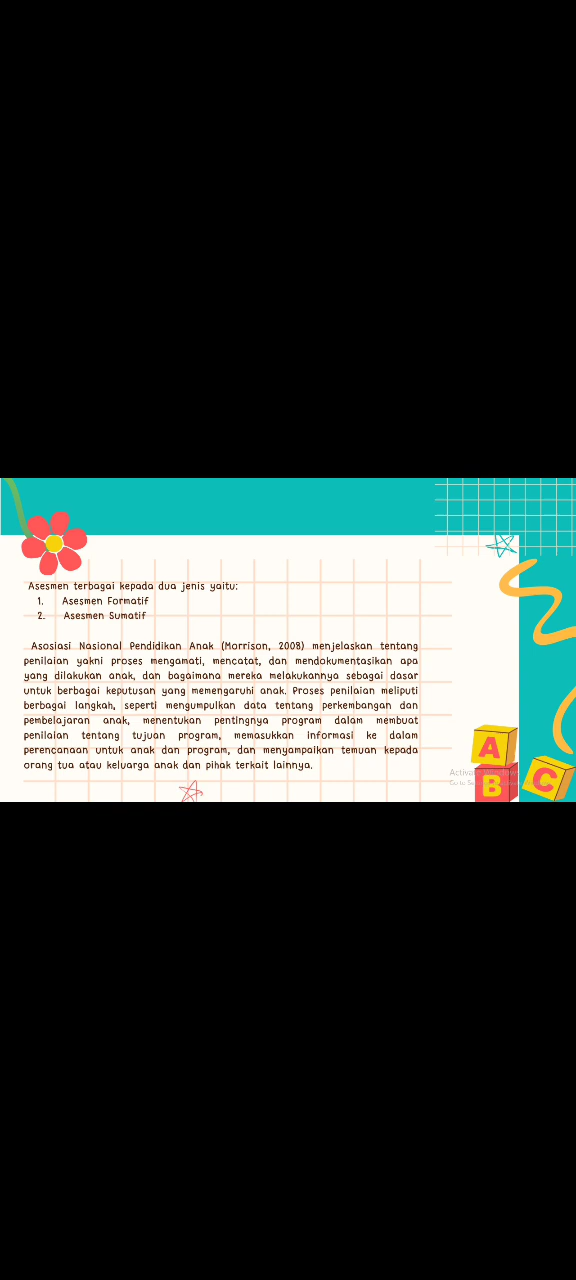 Asesmen terbagai kepada dua jenis yaitu:
1. Asesmen Formatif
2. Asesmen Sumatif
Asosiasi Nasional Pendidikan Anak (Morrison, 2008) menjelaskan tentang
penilaian yakni proses mengamati, mencatat, dan mendokumentasikan apa
yang dilakukan anak, dan bagaimana mereka melakukannya sebagai dasar
untuk berbagai keputusan yang memengaruhi anak. Proses penilaian meliputi
berbagai langkah, seperti mengumpulkan data tentang perkembangan dan
pembelajaran anak, menentukan pentingnya program dalam membuat
penilaian tentang tujuan program, memasukkan informasi ke dalam
perencanaan untuk anak dan program, dan menyampaikan temuan kepada
orang tua atau keluarga anak dan pihak terkait lainnya.
A
B
C
Activate Windows
Go to